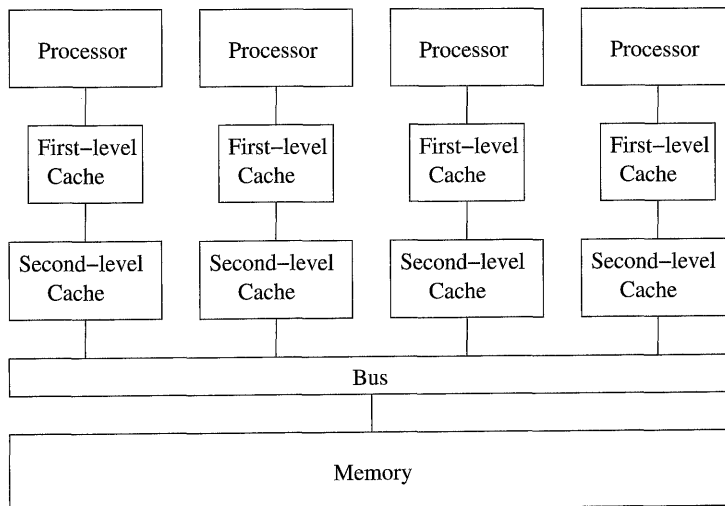 Processor
Processor
Processor
Processor
First–level
Cache
First–level
Cache
First–level
Cache
First–level
Cache
Second–level
Cache
Second–level
Cache
Second–level
Cache
Second–level
Cache
Bus
Memory